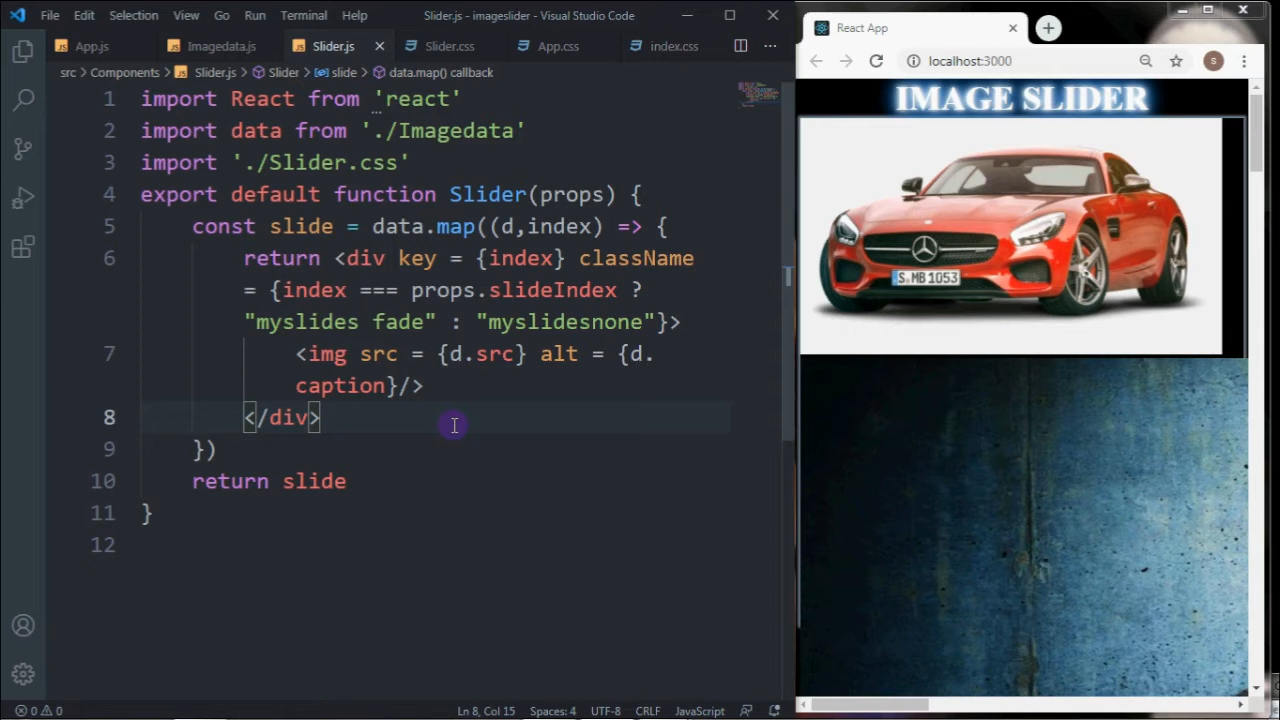 File Edit Selection View Go Run Terminal Help Slider.js - imageslider - Visual Studio Code
App.js Imagedata.js Slider.js Slider.css App.css index.css
src > Components > Slider.js > Slider > slide > data.map() callback
1 import React from 'react'
2 import data from './Imagedata'
3 import './Slider.css'
4 export default function Slider(props) {
5 const slide = data.map((d,index) => {
6 return <div key = {index} className
= {index === props.slideIndex ?
"myslides fade" : "myslidesnone"}>
7 <img src = {d.src} alt = {d.
caption}/>
8 </div>
9 })
10 return slide
11 }
12
0 0 Ln 8, Col 15 Spaces: 4 UTF-8 CRLF JavaScript
React App
localhost:3000 S
IMAGE SLIDER
S MB 1053